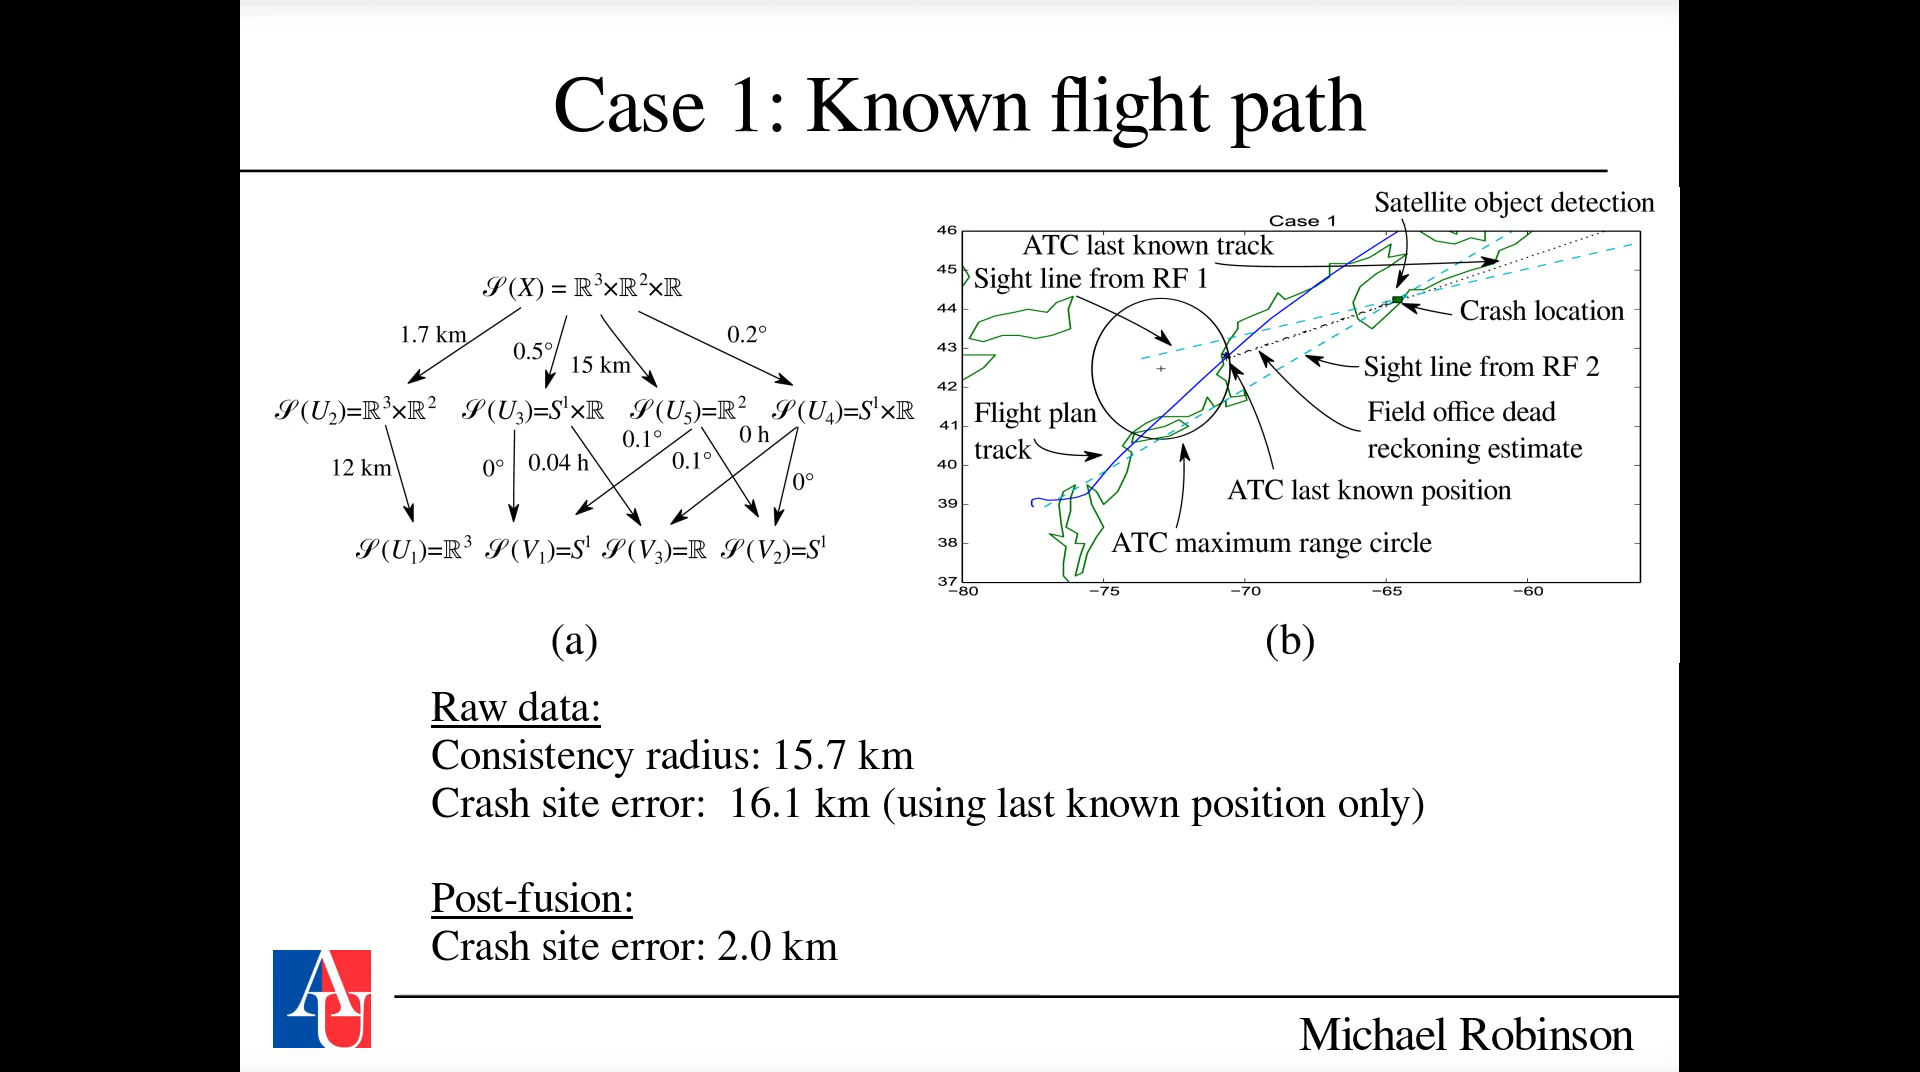 Case 1: Known flight path
𝒮(X) = ℝ³×ℝ²×ℝ
1.7 km
0.5°
15 km
0.2°
𝒮(U₂)=ℝ³×ℝ²
𝒮(U₃)=S¹×ℝ
𝒮(U₅)=ℝ²
𝒮(U₄)=S¹×ℝ
12 km
0°
0.04 h
0.1°
0.1°
0 h
0°
𝒮(U₁)=ℝ³
𝒮(V₁)=S¹
𝒮(V₃)=ℝ
𝒮(V₂)=S¹
(a)
Satellite object detection
Case 1
ATC last known track
Sight line from RF 1
Crash location
Sight line from RF 2
Flight plan
track
Field office dead
reckoning estimate
ATC last known position
ATC maximum range circle
46
45
44
43
42
41
40
39
38
37
−80
−75
−70
−65
−60
(b)
Raw data:
Consistency radius: 15.7 km
Crash site error: 16.1 km (using last known position only)
Post-fusion:
Crash site error: 2.0 km
AU
Michael Robinson